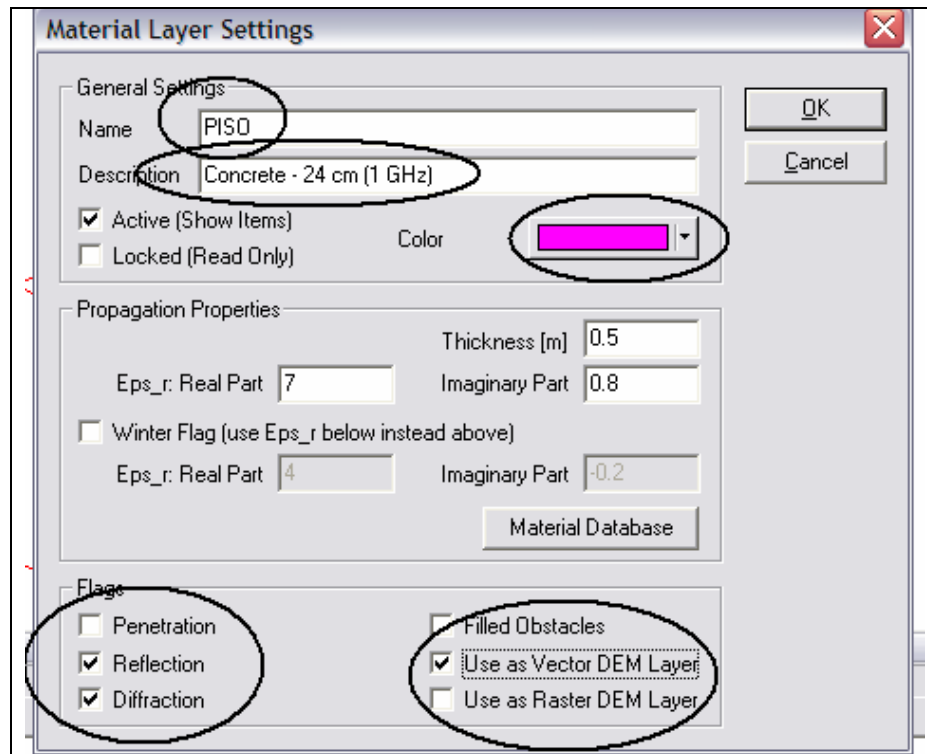 Material Layer Settings
General Settings
Name PISO
OK
Description Concrete - 24 cm (1 GHz)
Cancel
Active (Show Items)
Color
Locked (Read Only)
Propagation Properties
Thickness [m] 0.5
Eps_r: Real Part 7 Imaginary Part 0.8
Winter Flag (use Eps_r below instead above)
Eps_r: Real Part 4 Imaginary Part -0.2
Material Database
Flags
Penetration Filled Obstacles
Reflection Use as Vector DEM Layer
Diffraction Use as Raster DEM Layer